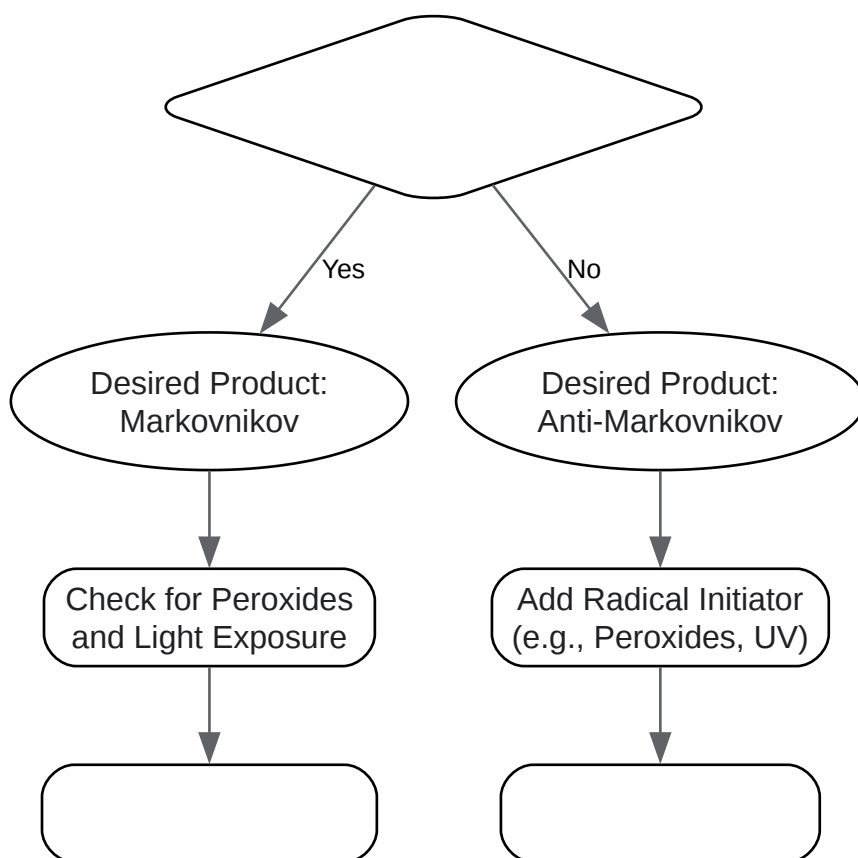 Yes
No
Desired Product:
Markovnikov
Desired Product:
Anti-Markovnikov
Check for Peroxides
and Light Exposure
Add Radical Initiator
(e.g., Peroxides, UV)